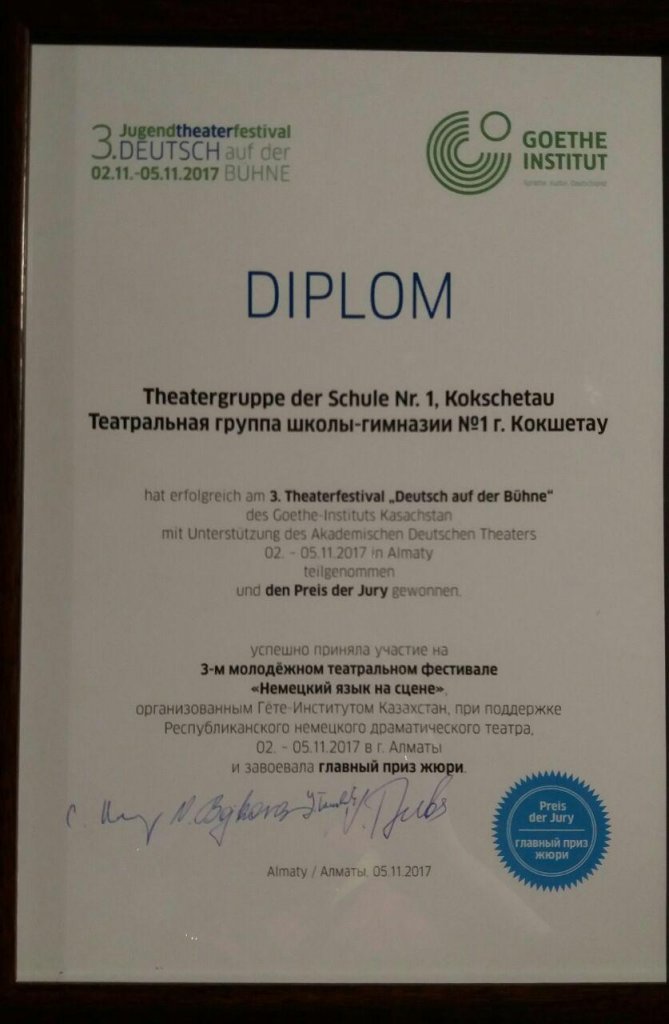 3. Jugendtheaterfestival
DEUTSCH auf der
02.11.-05.11.2017 BÜHNE
GOETHE
INSTITUT
Sprache. Kultur. Deutschland.
DIPLOM
Theatergruppe der Schule Nr. 1, Kokschetau
Театральная группа школы-гимназии №1 г. Кокшетау
hat erfolgreich am 3. Theaterfestival „Deutsch auf der Bühne“
des Goethe-Instituts Kasachstan
mit Unterstützung des Akademischen Deutschen Theaters
02. - 05.11.2017 in Almaty
teilgenommen
und den Preis der Jury gewonnen.
успешно приняла участие на
3-м молодёжном театральном фестивале
«Немецкий язык на сцене»,
организованным Гёте-Институтом Казахстан, при поддержке
Республиканского немецкого драматического театра,
02. - 05.11.2017 в г. Алматы
и завоевала главный приз жюри.
Almaty / Алматы, 05.11.2017
Preis
der Jury
главный приз
жюри